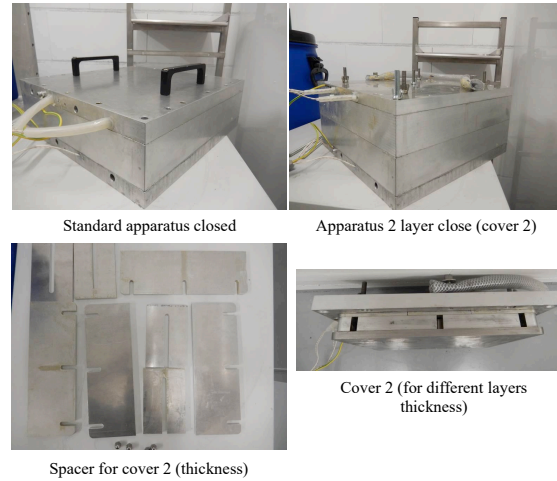 Standard apparatus closed
Apparatus 2 layer close (cover 2)
Cover 2 (for different layers
thickness)
Spacer for cover 2 (thickness)